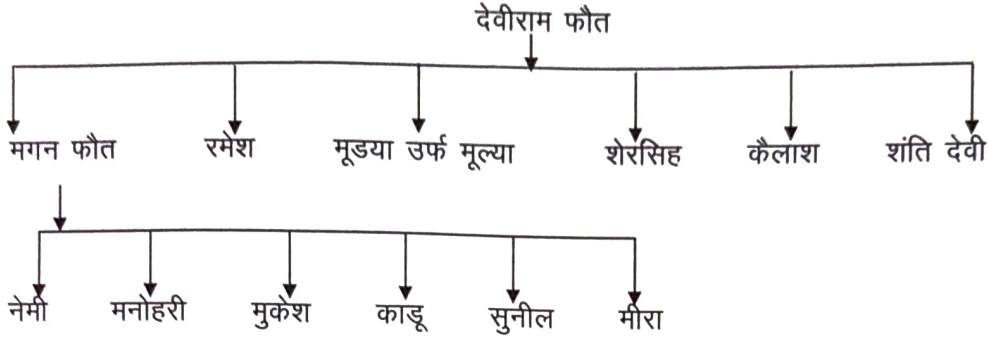 देवीराम फौत
मगन फौत रमेश मूडया उर्फ मूल्या शेरसिह कैलाश शंति देवी
नेमी मनोहरी मुकेश काडू सुनील मीरा